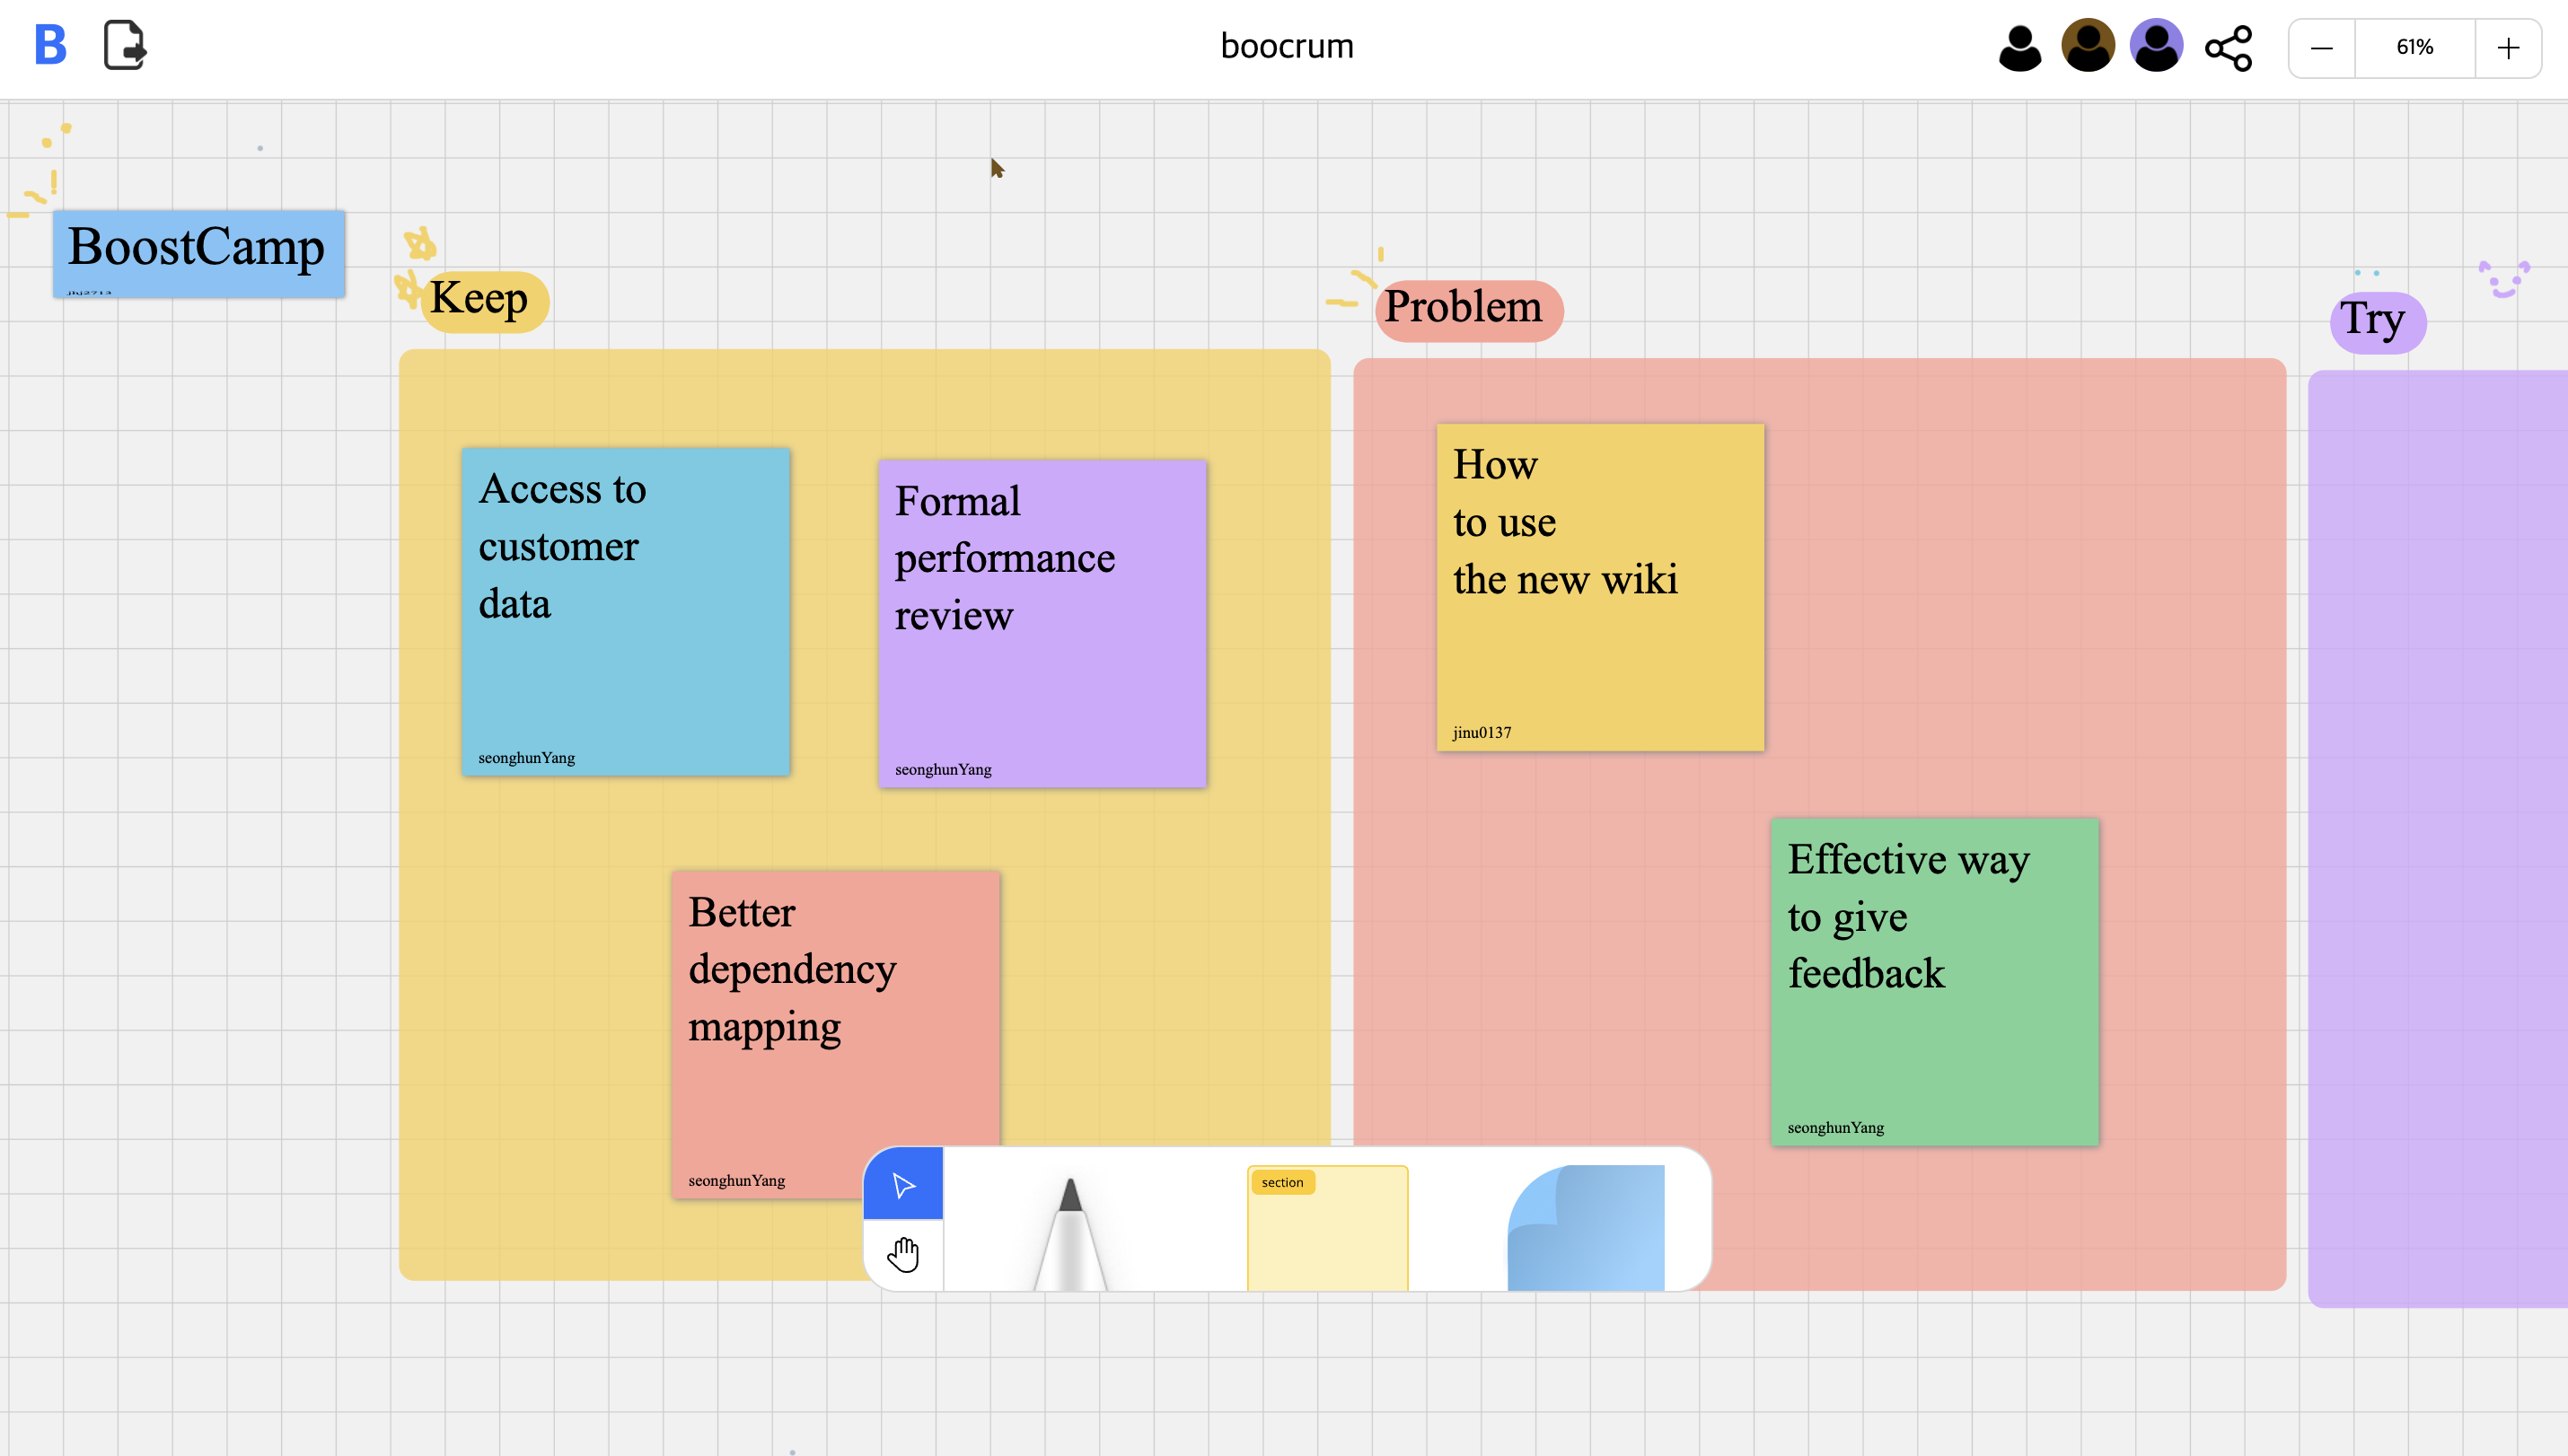 B
boocrum
61%
BoostCamp
jhj2713
Keep
Problem
Try
Access to
customer
data
seonghunYang
Formal
performance
review
seonghunYang
Better
dependency
mapping
seonghunYang
How
to use
the new wiki
jinu0137
Effective way
to give
feedback
seonghunYang
section